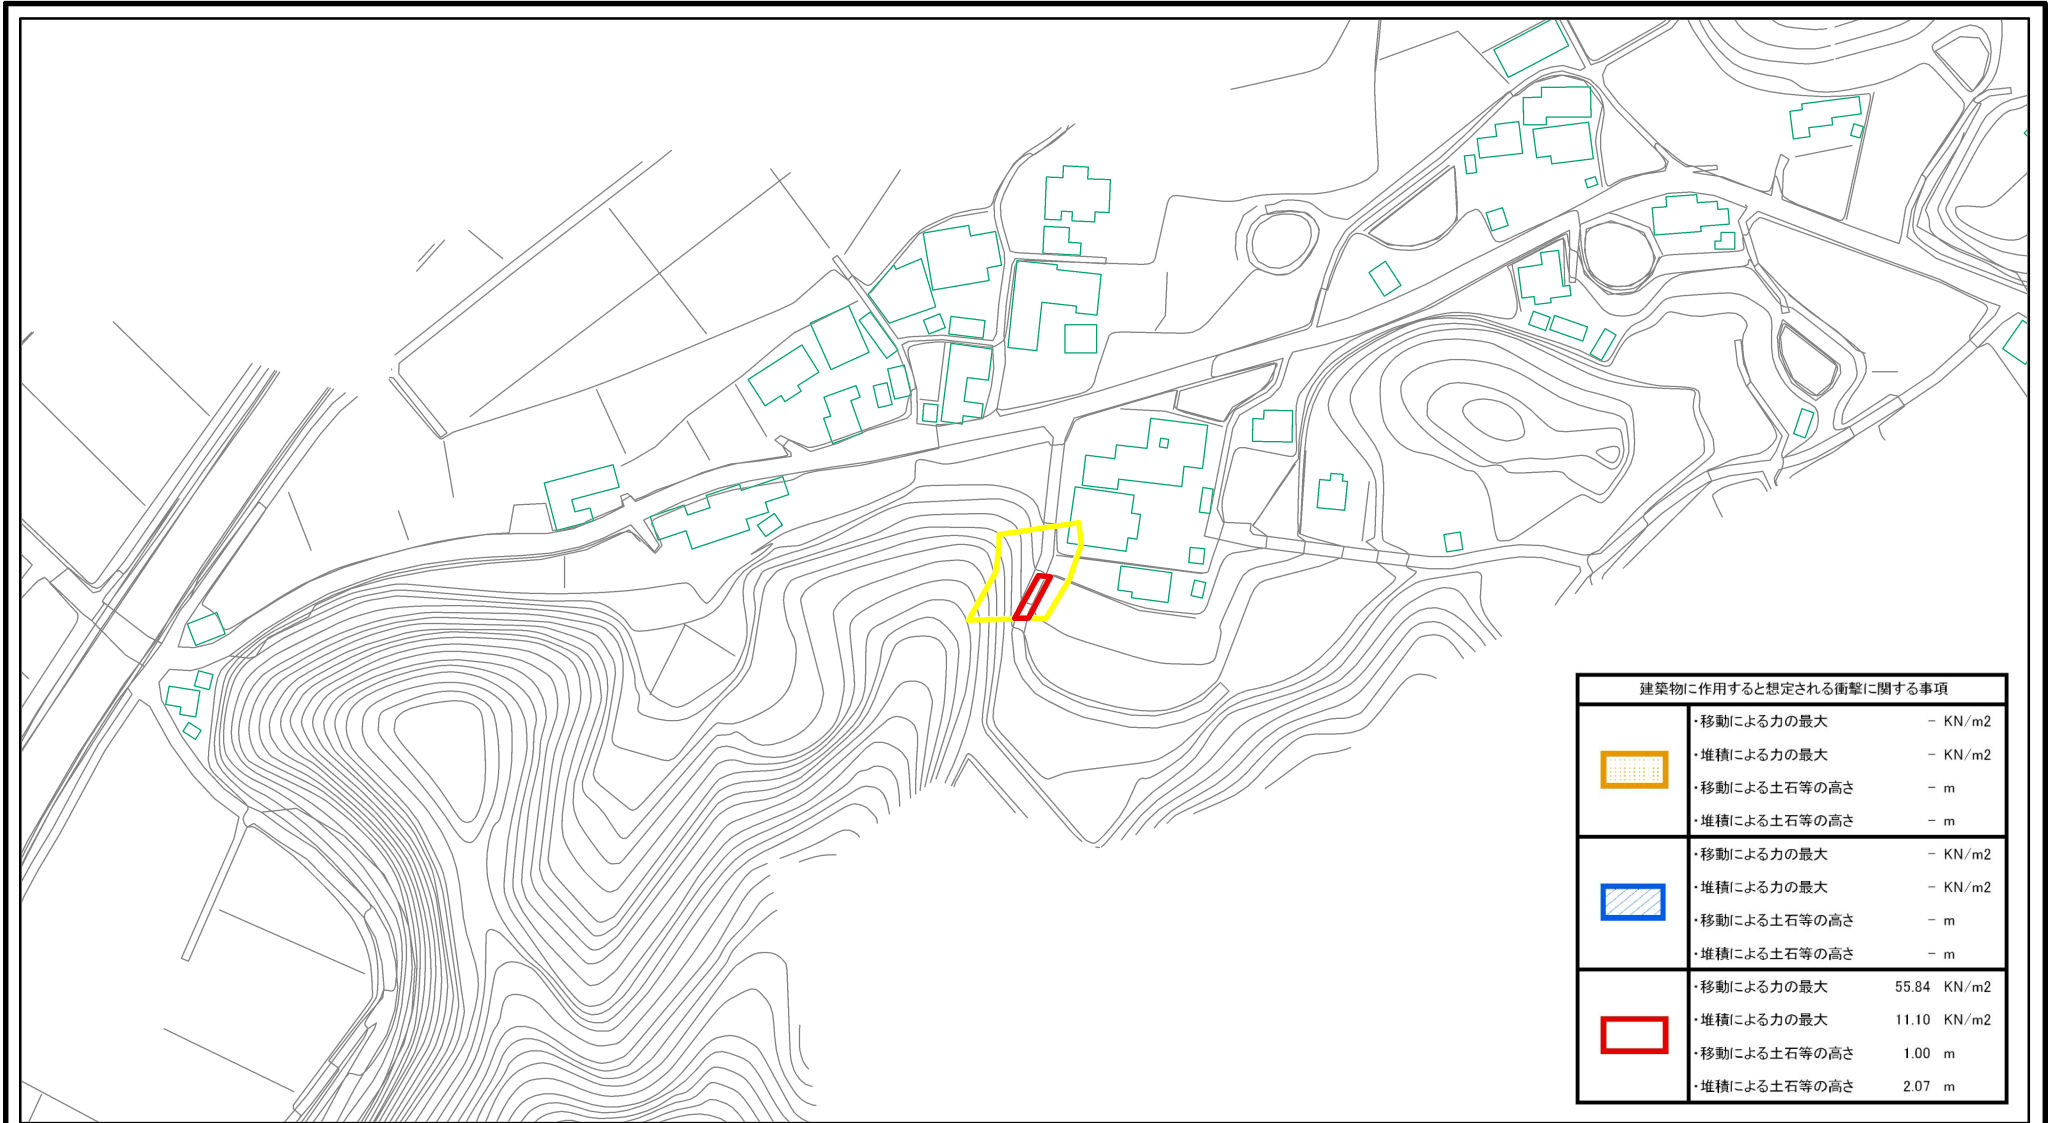 建築物に作用すると想定される衝撃に関する事項
・移動による力の最大 - KN/m2
・堆積による力の最大 - KN/m2
・移動による土石等の高さ - m
・堆積による土石等の高さ - m
・移動による力の最大 - KN/m2
・堆積による力の最大 - KN/m2
・移動による土石等の高さ - m
・堆積による土石等の高さ - m
・移動による力の最大 55.84 KN/m2
・堆積による力の最大 11.10 KN/m2
・移動による土石等の高さ 1.00 m
・堆積による土石等の高さ 2.07 m